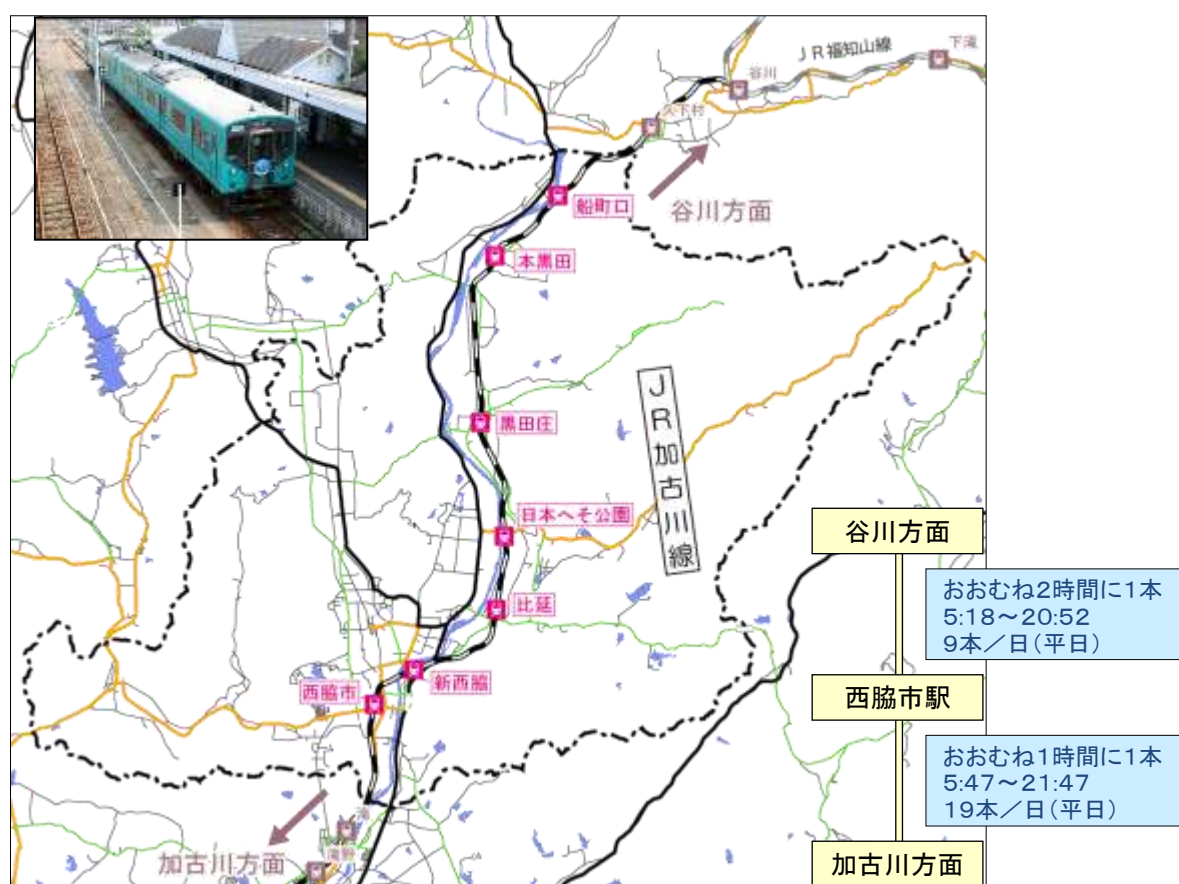 下滝
JR福知山線
谷川
久下村
船町口
谷川方面
本黒田
黒田庄
JR加古川線
日本へそ公園
比延
新西脇
西脇市
滝
滝野
加古川方面
谷川方面
おおむね2時間に1本
5:18～20:52
9本／日(平日)
西脇市駅
おおむね1時間に1本
5:47～21:47
19本／日(平日)
加古川方面